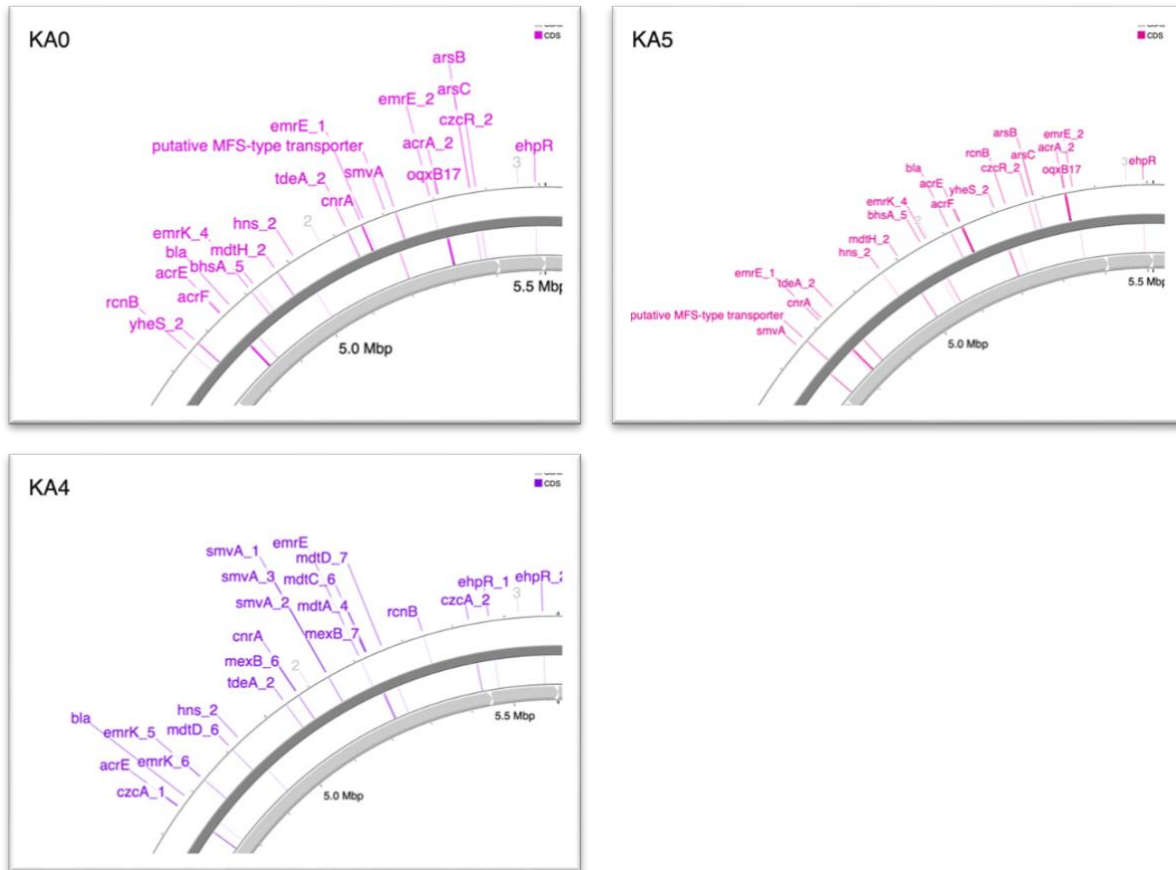 KA0
CDS
arsB
arsC
emrE_2
czcR_2
emrE_1
putative MFS-type transporter
acrA_2
ehpR
3
smvA
oqxB17
tdeA_2
cnrA
hns_2
2
emrK_4
mdtH_2
bla
bhsA_5
acrE
acrF
rcnB
yheS_2
5.5 Mbp
5.0 Mbp
KA5
CDS
arsB
emrE_2
rcnB
arsC
acrA_2
czcR_2
oqxB17
3
ehpR
bla
acrE
yheS_2
acrF
emrK_4
bhsA_5
2
mdtH_2
hns_2
emrE_1
tdeA_2
cnrA
putative MFS-type transporter
smvA
5.5 Mbp
5.0 Mbp
KA4
CDS
smvA_1
emrE
mdtD_7
smvA_3
mdtC_6
ehpR_1
ehpR_2
3
smvA_2
mdtA_4
czcA_2
rcnB
cnrA
mexB_7
mexB_6
2
tdeA_2
hns_2
bla
emrK_5
mdtD_6
acrE
emrK_6
czcA_1
5.5 Mbp
5.0 Mbp